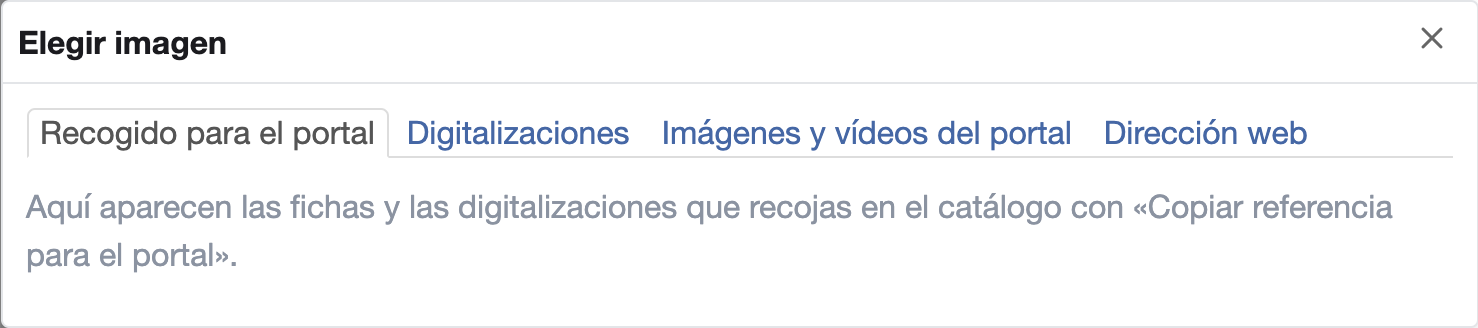 Elegir imagen
Recogido para el portal Digitalizaciones Imágenes y vídeos del portal Dirección web
Aquí aparecen las fichas y las digitalizaciones que recojas en el catálogo con «Copiar referencia
para el portal».